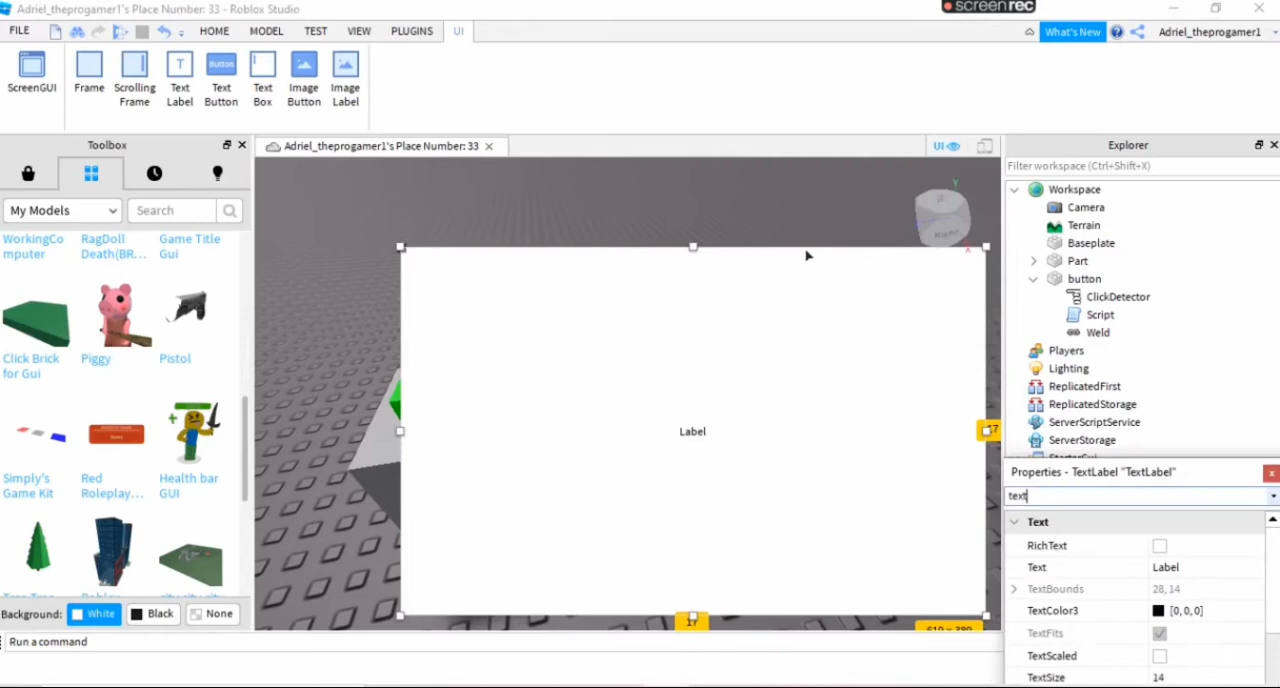 Adriel_theprogamer1's Place Number: 33 - Roblox Studio
screenrec
FILE HOME MODEL TEST VIEW PLUGINS UI What's New Adriel_theprogamer1
ScreenGUI
Frame
Scrolling Frame
Text Label
Text Button
Button
Text Box
Image Button
Image Label
Toolbox
My Models Search
WorkingCo mputer
RagDoll Death(BR...
Game Title Gui
Click Brick for Gui
Piggy
Pistol
Simply's Game Kit
Red Roleplay...
Health bar GUI
Background: White Black None
Run a command
Adriel_theprogamer1's Place Number: 33
UI
Y
X
Label
17
17
Explorer
Filter workspace (Ctrl+Shift+X)
Workspace
Camera
Terrain
Baseplate
Part
button
ClickDetector
Script
Weld
Players
Lighting
ReplicatedFirst
ReplicatedStorage
ServerScriptService
ServerStorage
Properties - TextLabel "TextLabel"
text
Text
RichText
Text Label
TextBounds 28, 14
TextColor3 [0, 0, 0]
TextFits
TextScaled
TextSize 14